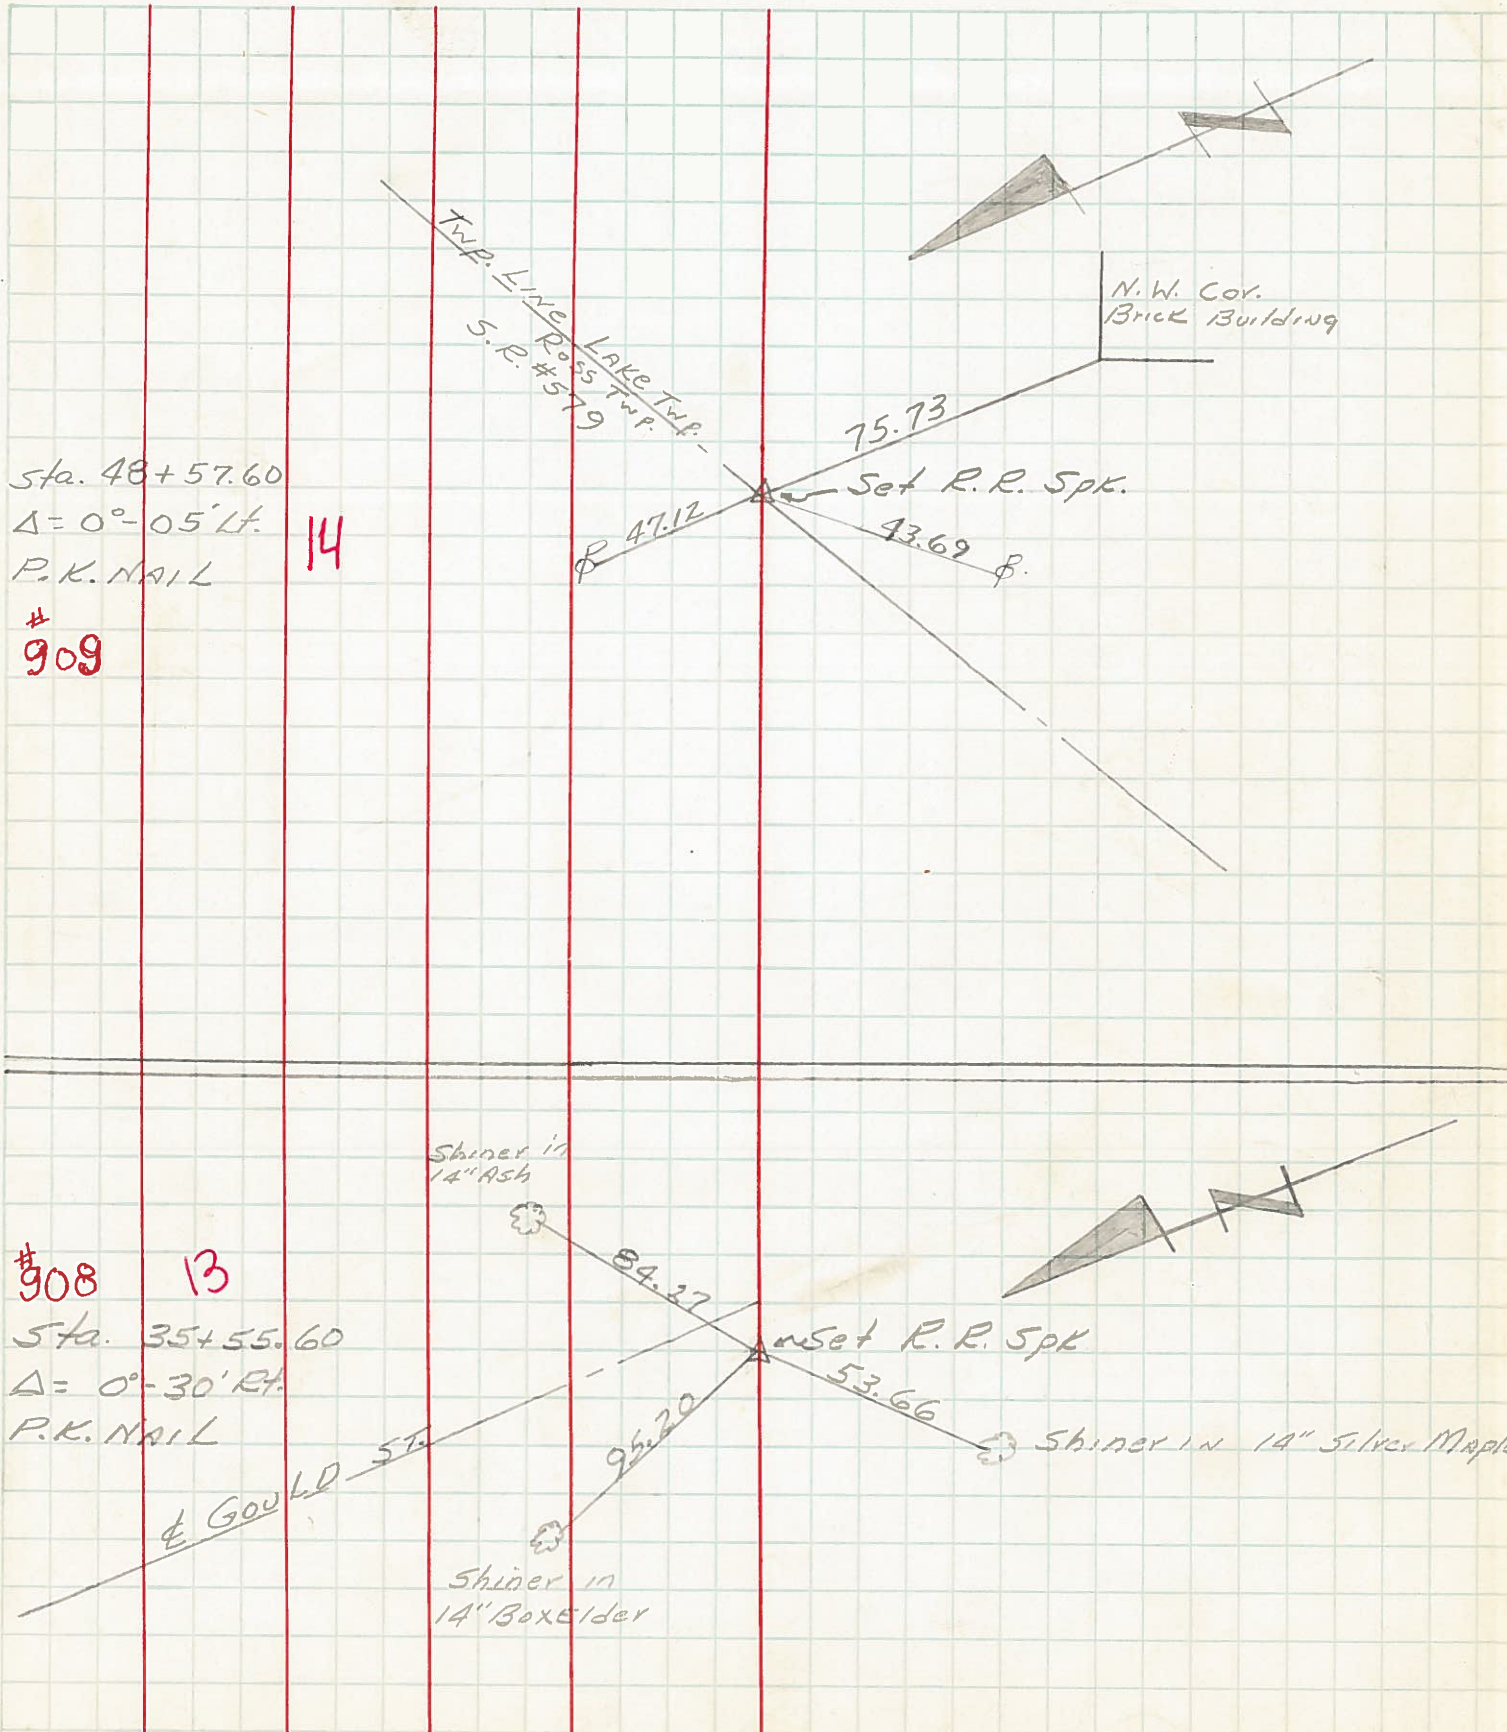 N
N.W. Cor.
Brick Building
Twp. Line LAKE Twp.
Ross Twp.
S.R. #579
75.73
Sta. 48+57.60
Δ= 0°-05' Lt.
P.K. NAIL
14
Set R.R. Spk.
47.12
43.69
#
909
Shiner in
14" Ash
N
84.27
#
908
13
Sta. 35+55.60
Δ= 0°-30' Rt.
P.K. NAIL
Set R.R. Spk
53.66
95.20
Shiner in 14" Silver Maple
℄ GOULD ST.
Shiner in
14" BoxElder